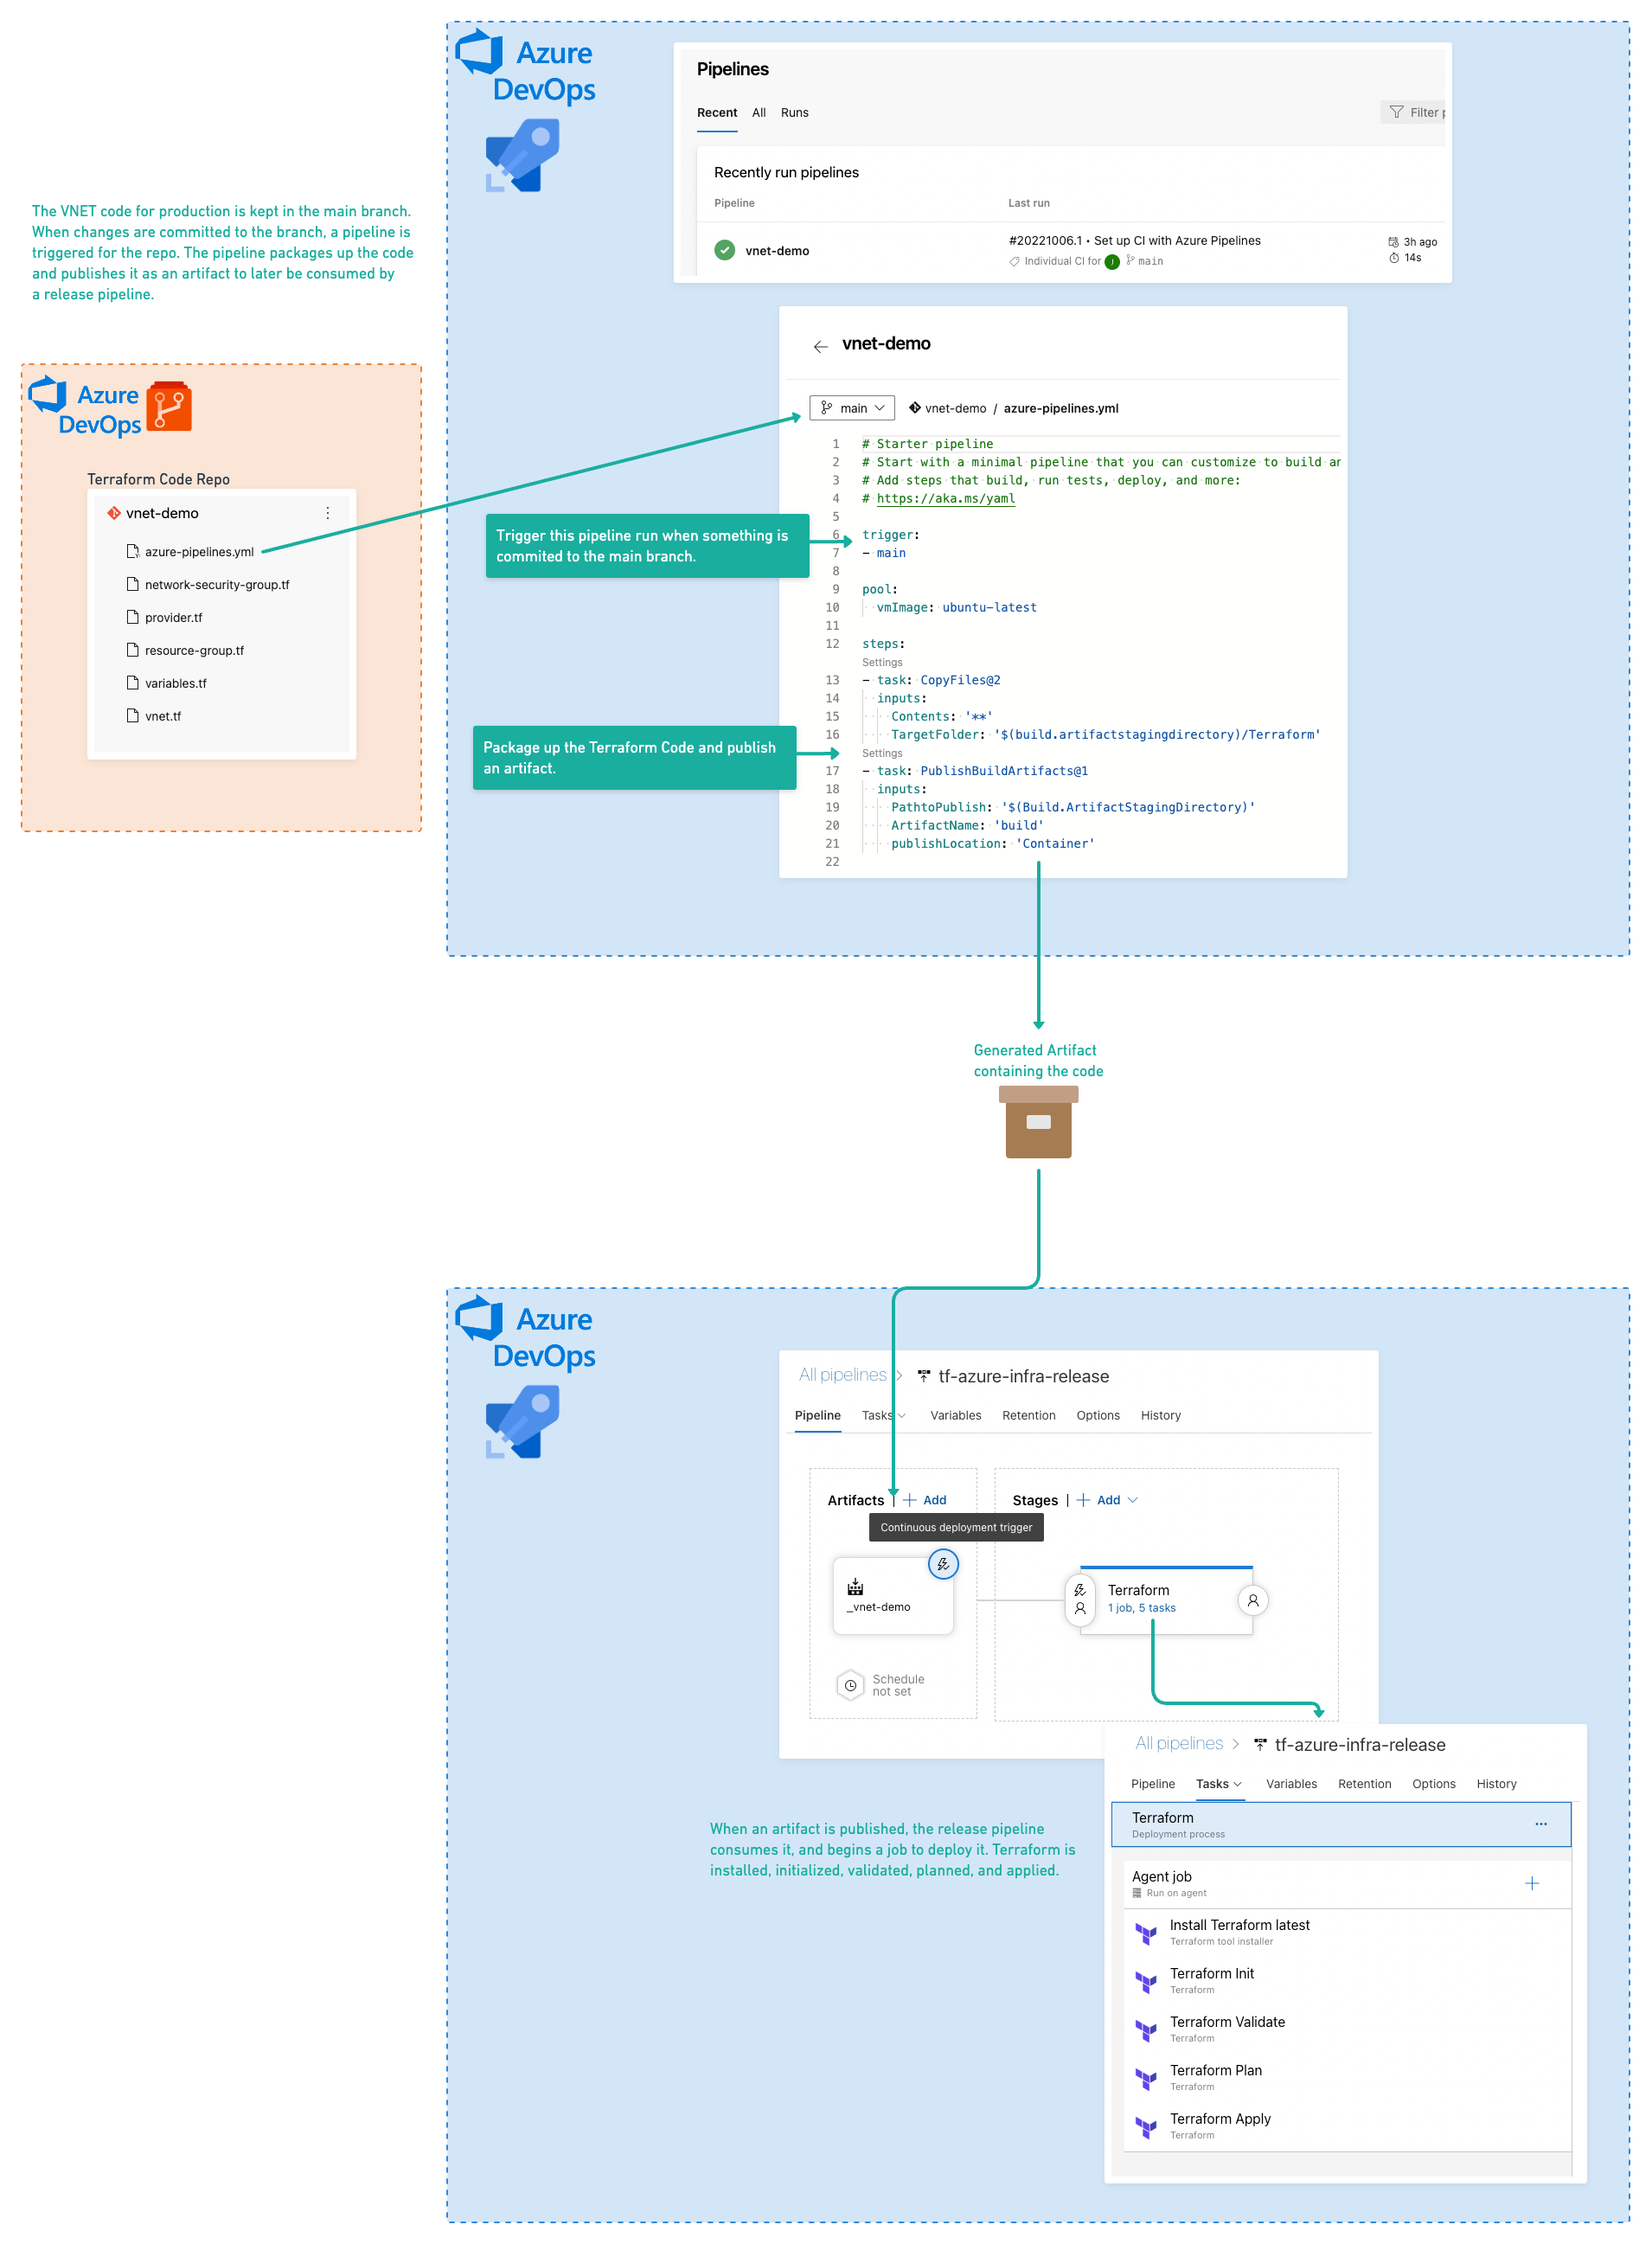 Azure
DevOps
Pipelines
Recent All Runs
Filter p
Recently run pipelines
Pipeline Last run
vnet-demo
#20221006.1 • Set up CI with Azure Pipelines
Individual CI for J main
3h ago
14s
The VNET code for production is kept in the main branch.
When changes are committed to the branch, a pipeline is
triggered for the repo. The pipeline packages up the code
and publishes it as an artifact to later be consumed by
a release pipeline.
Azure
DevOps
Terraform Code Repo
vnet-demo
azure-pipelines.yml
network-security-group.tf
provider.tf
resource-group.tf
variables.tf
vnet.tf
vnet-demo
main vnet-demo / azure-pipelines.yml
1 # Starter pipeline
2 # Start with a minimal pipeline that you can customize to build an
3 # Add steps that build, run tests, deploy, and more:
4 # https://aka.ms/yaml
5
6 trigger:
7 - main
8
9 pool:
10 vmImage: ubuntu-latest
11
12 steps:
Settings
13 - task: CopyFiles@2
14 inputs:
15 Contents: '**'
16 TargetFolder: '$(build.artifactstagingdirectory)/Terraform'
Settings
17 - task: PublishBuildArtifacts@1
18 inputs:
19 PathtoPublish: '$(Build.ArtifactStagingDirectory)'
20 ArtifactName: 'build'
21 publishLocation: 'Container'
22
Trigger this pipeline run when something is
commited to the main branch.
Package up the Terraform Code and publish
an artifact.
Generated Artifact
containing the code
Azure
DevOps
All pipelines > tf-azure-infra-release
Pipeline Tasks Variables Retention Options History
Artifacts | + Add
Stages | + Add
Continuous deployment trigger
_vnet-demo
Schedule
not set
Terraform
1 job, 5 tasks
When an artifact is published, the release pipeline
consumes it, and begins a job to deploy it. Terraform is
installed, initialized, validated, planned, and applied.
All pipelines > tf-azure-infra-release
Pipeline Tasks Variables Retention Options History
Terraform
Deployment process
Agent job
Run on agent
Install Terraform latest
Terraform tool installer
Terraform Init
Terraform
Terraform Validate
Terraform
Terraform Plan
Terraform
Terraform Apply
Terraform